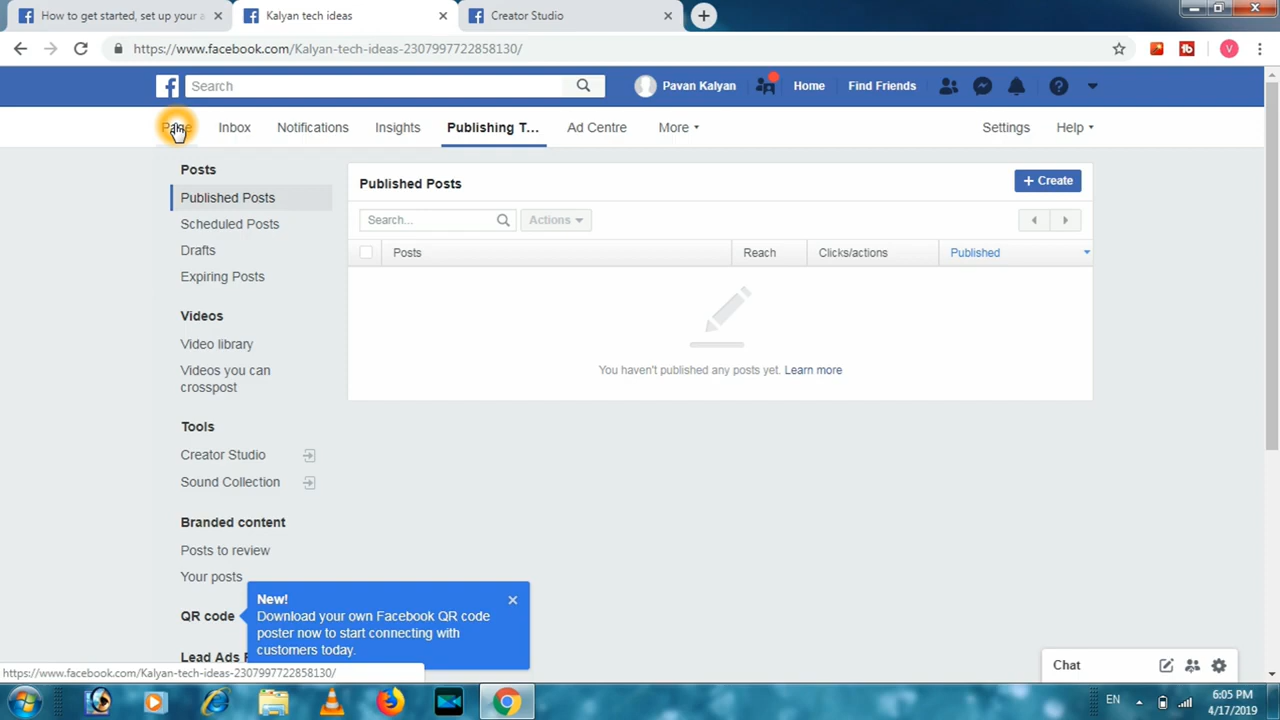 How to get started, set up your a
Kalyan tech ideas
Creator Studio
https://www.facebook.com/Kalyan-tech-ideas-2307997722858130/
V
Search
Pavan Kalyan
Home
Find Friends
Page
Inbox
Notifications
Insights
Publishing T...
Ad Centre
More
Settings
Help
Posts
Published Posts
Scheduled Posts
Drafts
Expiring Posts
Videos
Video library
Videos you can
crosspost
Tools
Creator Studio
Sound Collection
Branded content
Posts to review
Your posts
QR code
Lead Ads F
Published Posts
+ Create
Search...
Actions
Posts
Reach
Clicks/actions
Published
You haven't published any posts yet. Learn more
New!
Download your own Facebook QR code
poster now to start connecting with
customers today.
https://www.facebook.com/Kalyan-tech-ideas-2307997722858130/
Chat
EN
6:05 PM
4/17/2019